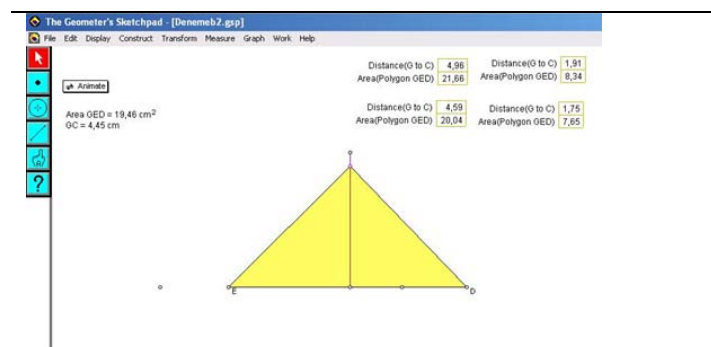 The Geometer's Sketchpad - [Denemeb2.gsp]
File Edit Display Construct Transform Measure Graph Work Help
Animate
Area GED = 19,46 cm²
GC = 4,45 cm
Distance(G to C) 4,96
Area(Polygon GED) 21,66
Distance(G to C) 1,91
Area(Polygon GED) 8,34
Distance(G to C) 4,59
Area(Polygon GED) 20,04
Distance(G to C) 1,75
Area(Polygon GED) 7,65
?
E
D